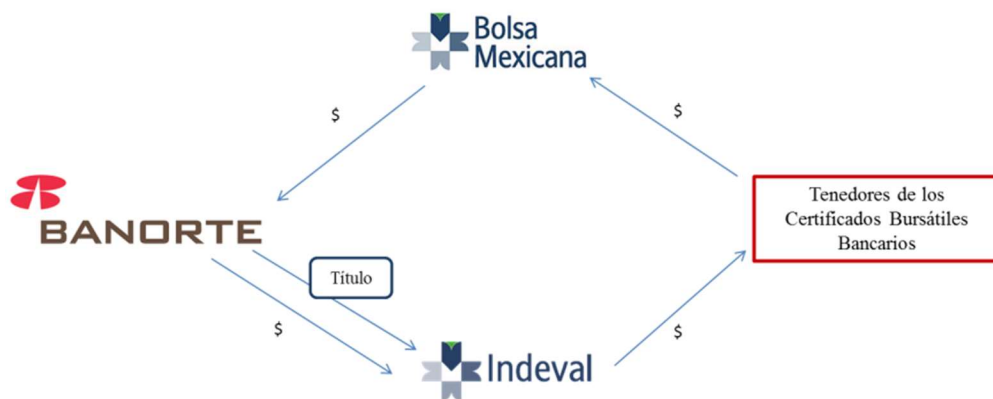 Bolsa
Mexicana
$
$
BANORTE
Tenedores de los
Certificados Bursátiles
Bancarios
Título
$
$
Indeval